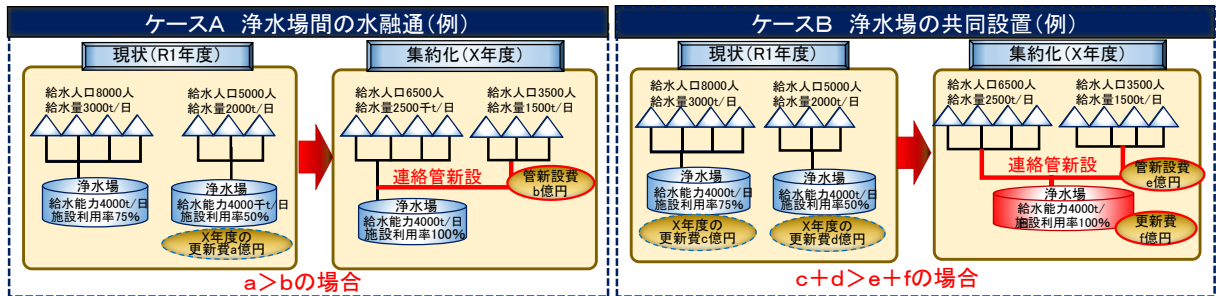 ケースA 浄水場間の水融通(例)
現状(R1年度)
給水人口8000人
給水量3000t/日
給水人口5000人
給水量2000t/日
浄水場
給水能力4000t/日
施設利用率75%
浄水場
給水能力4000千t/日
施設利用率50%
X年度の
更新費a億円
集約化(X年度)
給水人口6500人
給水量2500千t/日
給水人口3500人
給水量1500t/日
連絡管新設
管新設費
b億円
浄水場
給水能力4000t/日
施設利用率100%
a>bの場合
ケースB 浄水場の共同設置(例)
現状(R1年度)
給水人口8000人
給水量3000t/日
給水人口5000人
給水量2000t/日
浄水場
給水能力4000t/日
施設利用率75%
X年度の
更新費c億円
浄水場
給水能力4000t/日
施設利用率50%
X年度の
更新費d億円
集約化(X年度)
給水人口6500人
給水量2500t/日
給水人口3500人
給水量1500t/日
連絡管新設
管新設費
e億円
浄水場
給水能力4000t/
施設利用率100%
更新費
f億円
c+d>e+fの場合